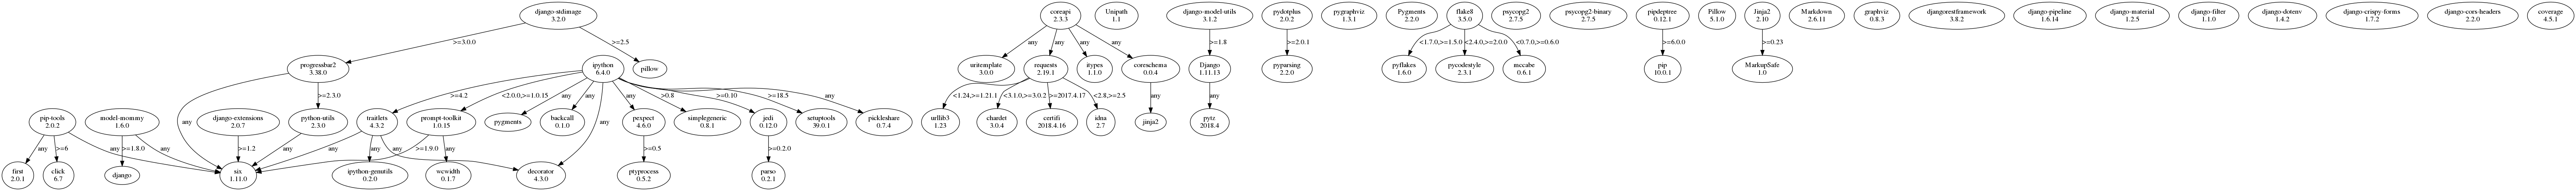 django-stdimage
3.2.0
coreapi
2.3.3
Unipath
1.1
django-model-utils
3.1.2
pydotplus
2.0.2
pygraphviz
1.3.1
Pygments
2.2.0
flake8
3.5.0
psycopg2
2.7.5
psycopg2-binary
2.7.5
pipdeptree
0.12.1
Pillow
5.1.0
Jinja2
2.10
Markdown
2.6.11
graphviz
0.8.3
djangorestframework
3.8.2
django-pipeline
1.6.14
django-material
1.2.5
django-filter
1.1.0
django-dotenv
1.4.2
django-crispy-forms
1.7.2
django-cors-headers
2.2.0
coverage
4.5.1
>=3.0.0
>=2.5
any
any
any
any
>=1.8
>=2.0.1
<1.7.0,>=1.5.0
<2.4.0,>=2.0.0
<0.7.0,>=0.6.0
>=6.0.0
>=0.23
progressbar2
3.38.0
ipython
6.4.0
pillow
uritemplate
3.0.0
requests
2.19.1
itypes
1.1.0
coreschema
0.0.4
Django
1.11.13
pyparsing
2.2.0
pyflakes
1.6.0
pycodestyle
2.3.1
mccabe
0.6.1
pip
10.0.1
MarkupSafe
1.0
any
>=2.3.0
>=4.2
<2.0.0,>=1.0.15
any
any
any
any
>0.8
>=0.10
>=18.5
any
<1.24,>=1.21.1
<3.1.0,>=3.0.2
>=2017.4.17
<2.8,>=2.5
any
any
pip-tools
2.0.2
model-mommy
1.6.0
django-extensions
2.0.7
python-utils
2.3.0
traitlets
4.3.2
prompt-toolkit
1.0.15
pygments
backcall
0.1.0
pexpect
4.6.0
simplegeneric
0.8.1
jedi
0.12.0
setuptools
39.0.1
pickleshare
0.7.4
urllib3
1.23
chardet
3.0.4
certifi
2018.4.16
idna
2.7
jinja2
pytz
2018.4
any
>=6
any
>=1.8.0
any
>=1.2
any
any
any
any
>=1.9.0
any
>=0.5
>=0.2.0
first
2.0.1
click
6.7
django
six
1.11.0
ipython-genutils
0.2.0
wcwidth
0.1.7
decorator
4.3.0
ptyprocess
0.5.2
parso
0.2.1